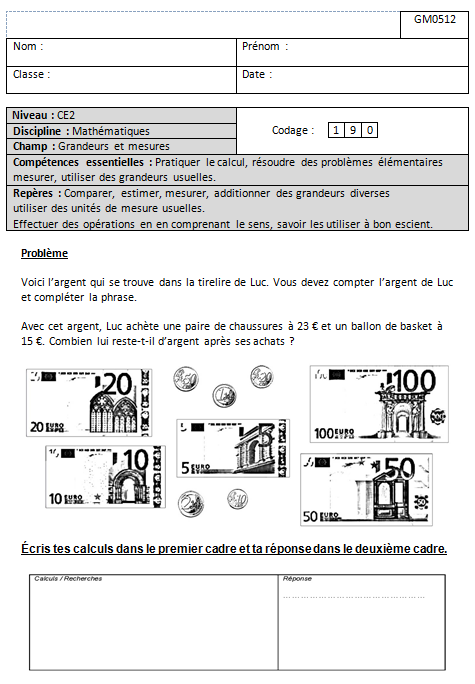 GM0512
Nom :
Prénom :
Classe :
Date :
Niveau : CE2
Discipline : Mathématiques
Champ : Grandeurs et mesures
Codage : 1 9 0
Compétences essentielles : Pratiquer le calcul, résoudre des problèmes élémentaires
mesurer, utiliser des grandeurs usuelles.
Repères : Comparer, estimer, mesurer, additionner des grandeurs diverses
utiliser des unités de mesure usuelles.
Effectuer des opérations en en comprenant le sens, savoir les utiliser à bon escient.
Problème
Voici l'argent qui se trouve dans la tirelire de Luc. Vous devez compter l'argent de Luc
et compléter la phrase.
Avec cet argent, Luc achète une paire de chaussures à 23 € et un ballon de basket à
15 €. Combien lui reste-t-il d'argent après ses achats ?
20
20 EURO
100
100 EURO
5
5 EURO
10
10 EURO
50
50 EURO
Écris tes calculs dans le premier cadre et ta réponse dans le deuxième cadre.
Calculs / Recherches
Réponse